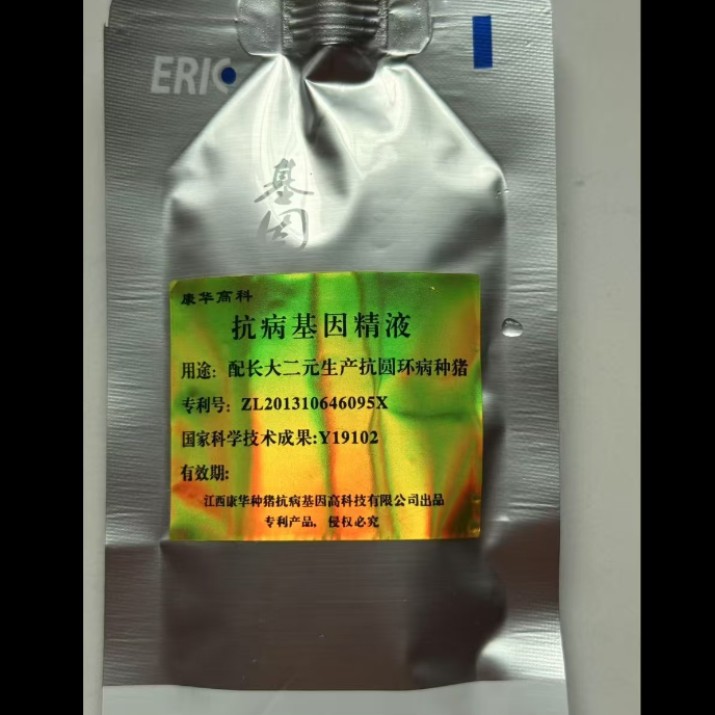 ERIC
基因
康华高科
抗病基因精液
用途：配长大二元生产抗圆环病种猪
专利号：ZL201310646095X
国家科学技术成果:Y19102
有效期:
江西康华种猪抗病基因高科技有限公司出品
专利产品，侵权必究